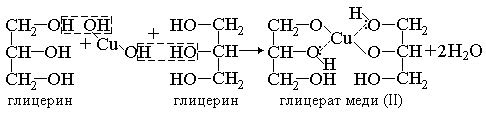 H
CH₂—OH OH HO—CH₂ CH₂—O O—CH₂
+ Cu + Cu
CH—OH OH HO—CH → CH—O O—CH +2H₂O
H
CH₂—OH HO—CH₂ CH₂—OH HO—CH₂
глицерин глицерин глицерат меди (II)